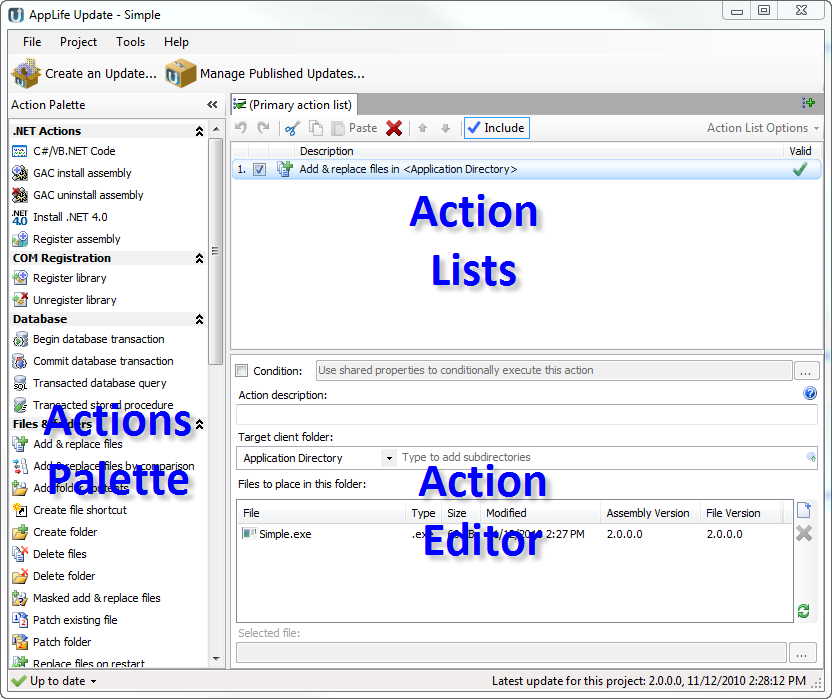 AppLife Update - Simple
File Project Tools Help
Create an Update... Manage Published Updates...
Action Palette
.NET Actions
C#/VB.NET Code
GAC install assembly
GAC uninstall assembly
.NET 4.0 Install .NET 4.0
Register assembly
COM Registration
Register library
Unregister library
Database
Begin database transaction
Commit database transaction
Transacted database query
Transacted stored procedure
Files & folders
Add & replace files
Add & replace files by comparison
Add folder contents
Create file shortcut
Create folder
Delete files
Delete folder
Masked add & replace files
Patch existing file
Patch folder
Replace files on restart
Actions
Palette
(Primary action list)
Paste Include Action List Options
Description Valid
1. Add & replace files in <Application Directory>
Action
Lists
Condition: Use shared properties to conditionally execute this action ...
Action description:
Target client folder:
Application Directory Type to add subdirectories
Files to place in this folder:
File Type Size Modified Assembly Version File Version
Simple.exe .exe 2:27 PM 2.0.0.0 2.0.0.0
Action
Editor
Selected file:
...
Up to date Latest update for this project: 2.0.0.0, 11/12/2010 2:28:12 PM